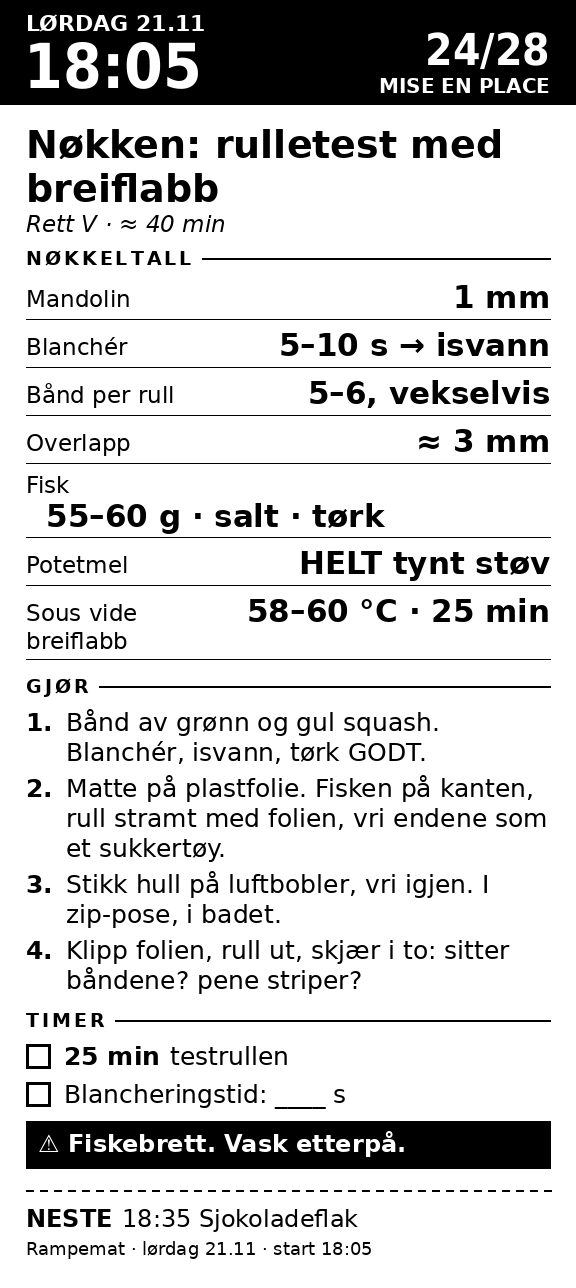 LØRDAG 21.11
18:05
24/28
MISE EN PLACE
Nøkken: rulletest med
breiflabb
Rett V · ≈ 40 min
NØKKELTALL
Mandolin 1 mm
Blanchér 5–10 s → isvann
Bånd per rull 5–6, vekselvis
Overlapp ≈ 3 mm
Fisk
55–60 g · salt · tørk
Potetmel HELT tynt støv
Sous vide 58–60 °C · 25 min
breiflabb
GJØR
1. Bånd av grønn og gul squash.
Blanchér, isvann, tørk GODT.
2. Matte på plastfolie. Fisken på kanten,
rull stramt med folien, vri endene som
et sukkertøy.
3. Stikk hull på luftbobler, vri igjen. I
zip-pose, i badet.
4. Klipp folien, rull ut, skjær i to: sitter
båndene? pene striper?
TIMER
☐ 25 min testrullen
☐ Blancheringstid: ____ s
⚠ Fiskebrett. Vask etterpå.
NESTE 18:35 Sjokoladeflak
Rampemat · lørdag 21.11 · start 18:05